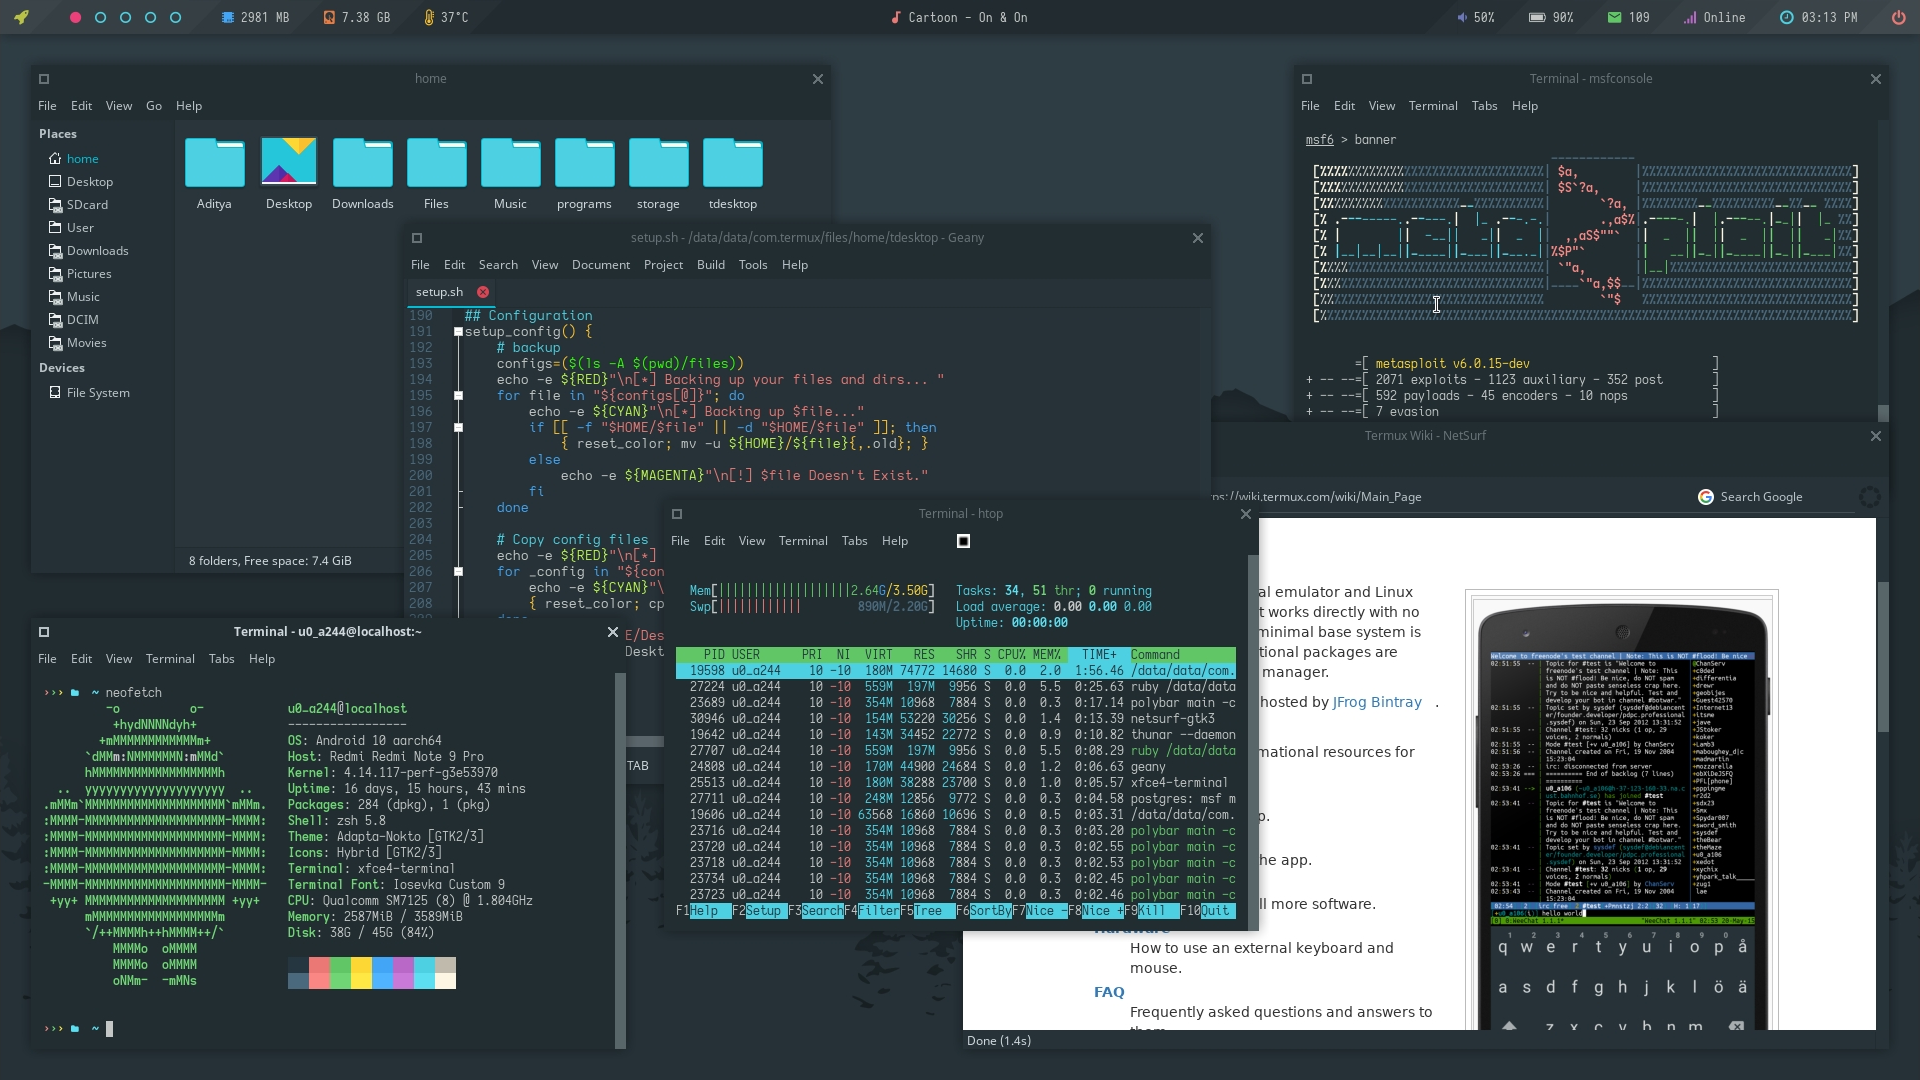 2981 MB
7.38 GB
37°C
Cartoon - On & On
50%
90%
109
Online
03:13 PM
home
File Edit View Go Help
Places
home
Desktop
SDcard
User
Downloads
Pictures
Music
DCIM
Movies
Devices
File System
Aditya Desktop Downloads Files Music programs storage tdesktop
8 folders, Free space: 7.4 GiB
setup.sh - /data/data/com.termux/files/home/tdesktop - Geany
File Edit Search View Document Project Build Tools Help
setup.sh
190 ## Configuration
191 setup_config() {
192 # backup
193 configs=($(ls -A $(pwd)/files))
194 echo -e ${RED}"\n[*] Backing up your files and dirs... "
195 for file in "${configs[@]}"; do
196 echo -e ${CYAN}"\n[*] Backing up $file..."
197 if [[ -f "$HOME/$file" || -d "$HOME/$file" ]]; then
198 { reset_color; mv -u ${HOME}/${file}{,.old}; }
199 else
200 echo -e ${MAGENTA}"\n[!] $file Doesn't Exist."
201 fi
202 done
203
204 # Copy config files
205 echo -e ${RED}"\n[*]
206 for _config in "${con
207 echo -e ${CYAN}"\
208 { reset_color; cp
E/Des
Deskt
TAB
Terminal - msfconsole
File Edit View Terminal Tabs Help
msf6 > banner
=[ metasploit v6.0.15-dev ]
+ -- --=[ 2071 exploits - 1123 auxiliary - 352 post ]
+ -- --=[ 592 payloads - 45 encoders - 10 nops ]
+ -- --=[ 7 evasion ]
Termux Wiki - NetSurf
ps://wiki.termux.com/wiki/Main_Page
Search Google
al emulator and Linux
t works directly with no
minimal base system is
tional packages are
manager.
hosted by JFrog Bintray .
mational resources for
p.
he app.
ll more software.
Hardware
How to use an external keyboard and
mouse.
FAQ
Frequently asked questions and answers to
them
Done (1.4s)
q w e r t y u i o p å
a s d f g h j k l ö ä
z x c v b n m
Terminal - htop
File Edit View Terminal Tabs Help
Mem[||||||||||||||||||||2.64G/3.50G] Tasks: 34, 51 thr; 0 running
Swp[|||||||||||| 890M/2.20G] Load average: 0.00 0.00 0.00
Uptime: 00:00:00
PID USER PRI NI VIRT RES SHR S CPU% MEM% TIME+ Command
19598 u0_a244 10 -10 180M 74772 14680 S 0.0 2.0 1:56.46 /data/data/com.
27224 u0_a244 10 -10 559M 197M 9956 S 0.0 5.5 0:25.63 ruby /data/data
23689 u0_a244 10 -10 354M 10968 7884 S 0.0 0.3 0:17.14 polybar main -c
30946 u0_a244 10 -10 154M 53220 30256 S 0.0 1.4 0:13.39 netsurf-gtk3
19642 u0_a244 10 -10 143M 34452 22772 S 0.0 0.9 0:10.82 thunar --daemon
27707 u0_a244 10 -10 559M 197M 9956 S 0.0 5.5 0:08.29 ruby /data/data
24808 u0_a244 10 -10 170M 44900 24684 S 0.0 1.2 0:06.63 geany
25513 u0_a244 10 -10 180M 38288 23700 S 0.0 1.0 0:05.57 xfce4-terminal
27711 u0_a244 10 -10 248M 12856 9772 S 0.0 0.3 0:04.58 postgres: msf m
19606 u0_a244 10 -10 63568 16860 10696 S 0.0 0.5 0:03.31 /data/data/com.
23716 u0_a244 10 -10 354M 10968 7884 S 0.0 0.3 0:03.20 polybar main -c
23720 u0_a244 10 -10 354M 10968 7884 S 0.0 0.3 0:02.55 polybar main -c
23718 u0_a244 10 -10 354M 10968 7884 S 0.0 0.3 0:02.53 polybar main -c
23734 u0_a244 10 -10 354M 10968 7884 S 0.0 0.3 0:02.45 polybar main -c
23723 u0_a244 10 -10 354M 10968 7884 S 0.0 0.3 0:02.46 polybar main -c
F1Help F2Setup F3SearchF4FilterF5Tree F6SortByF7Nice -F8Nice +F9Kill F10Quit
Terminal - u0_a244@localhost:~
File Edit View Terminal Tabs Help
~ neofetch
u0_a244@localhost
-----------------
OS: Android 10 aarch64
Host: Redmi Redmi Note 9 Pro
Kernel: 4.14.117-perf-g3e53970
Uptime: 16 days, 15 hours, 43 mins
Packages: 284 (dpkg), 1 (pkg)
Shell: zsh 5.8
Theme: Adapta-Nokto [GTK2/3]
Icons: Hybrid [GTK2/3]
Terminal: xfce4-terminal
Terminal Font: Iosevka Custom 9
CPU: Qualcomm SM7125 (8) @ 1.804GHz
Memory: 2587MiB / 3589MiB
Disk: 38G / 45G (84%)
~